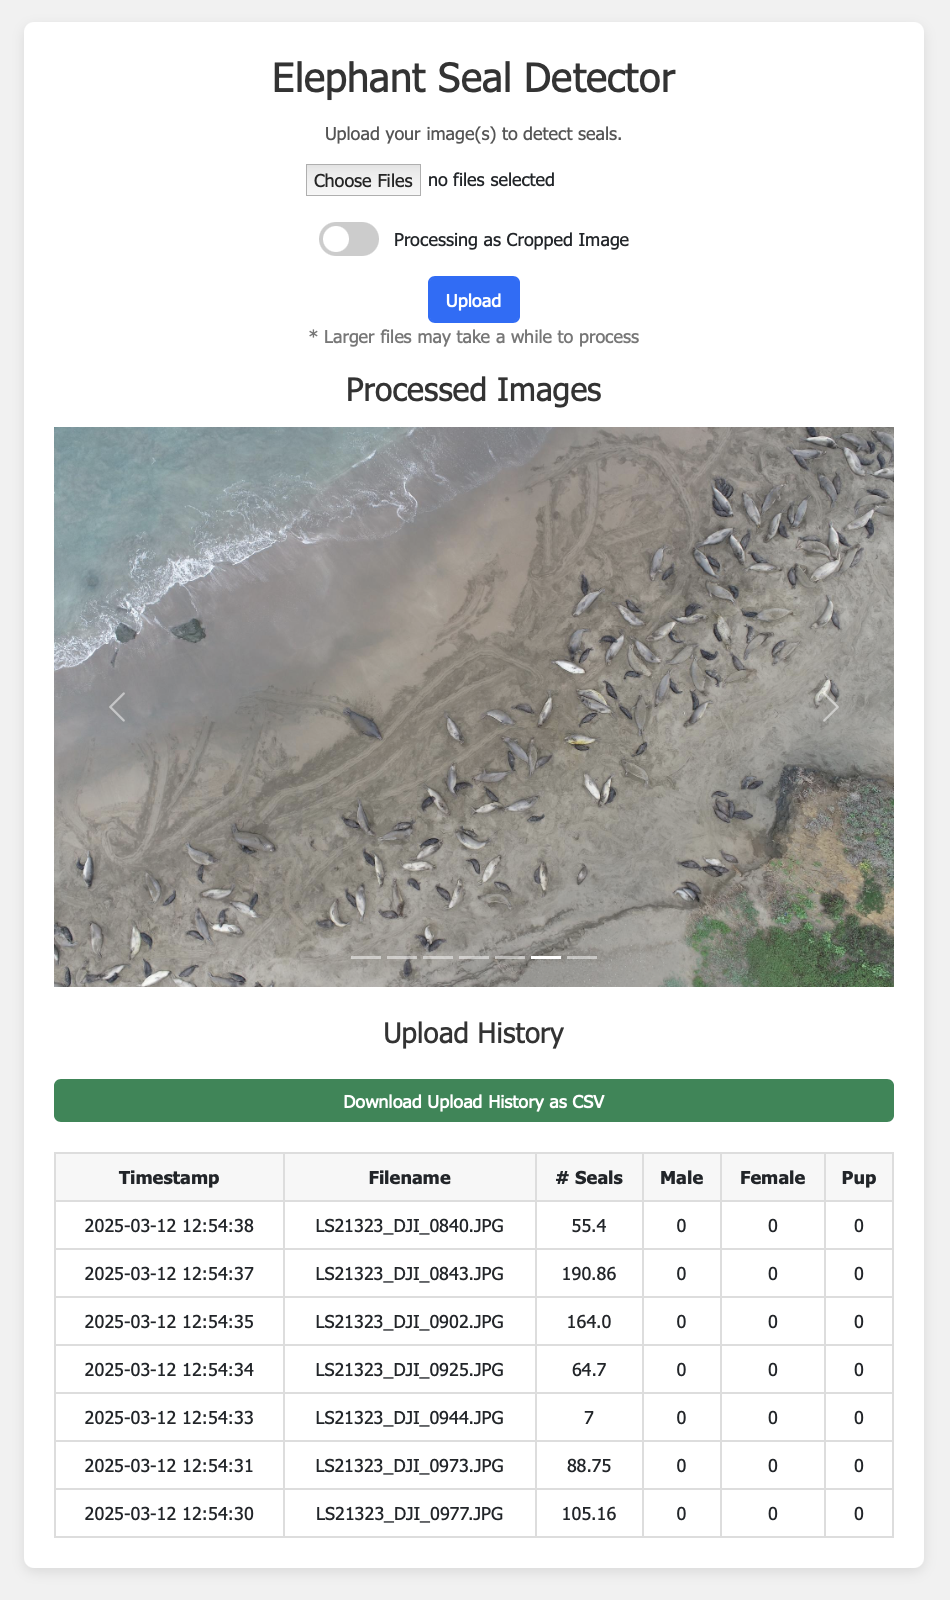 Elephant Seal Detector
Upload your image(s) to detect seals.
Choose Files no files selected
Processing as Cropped Image
Upload
* Larger files may take a while to process
Processed Images
Upload History
Download Upload History as CSV
Timestamp Filename # Seals Male Female Pup
2025-03-12 12:54:38 LS21323_DJI_0840.JPG 55.4 0 0 0
2025-03-12 12:54:37 LS21323_DJI_0843.JPG 190.86 0 0 0
2025-03-12 12:54:35 LS21323_DJI_0902.JPG 164.0 0 0 0
2025-03-12 12:54:34 LS21323_DJI_0925.JPG 64.7 0 0 0
2025-03-12 12:54:33 LS21323_DJI_0944.JPG 7 0 0 0
2025-03-12 12:54:31 LS21323_DJI_0973.JPG 88.75 0 0 0
2025-03-12 12:54:30 LS21323_DJI_0977.JPG 105.16 0 0 0